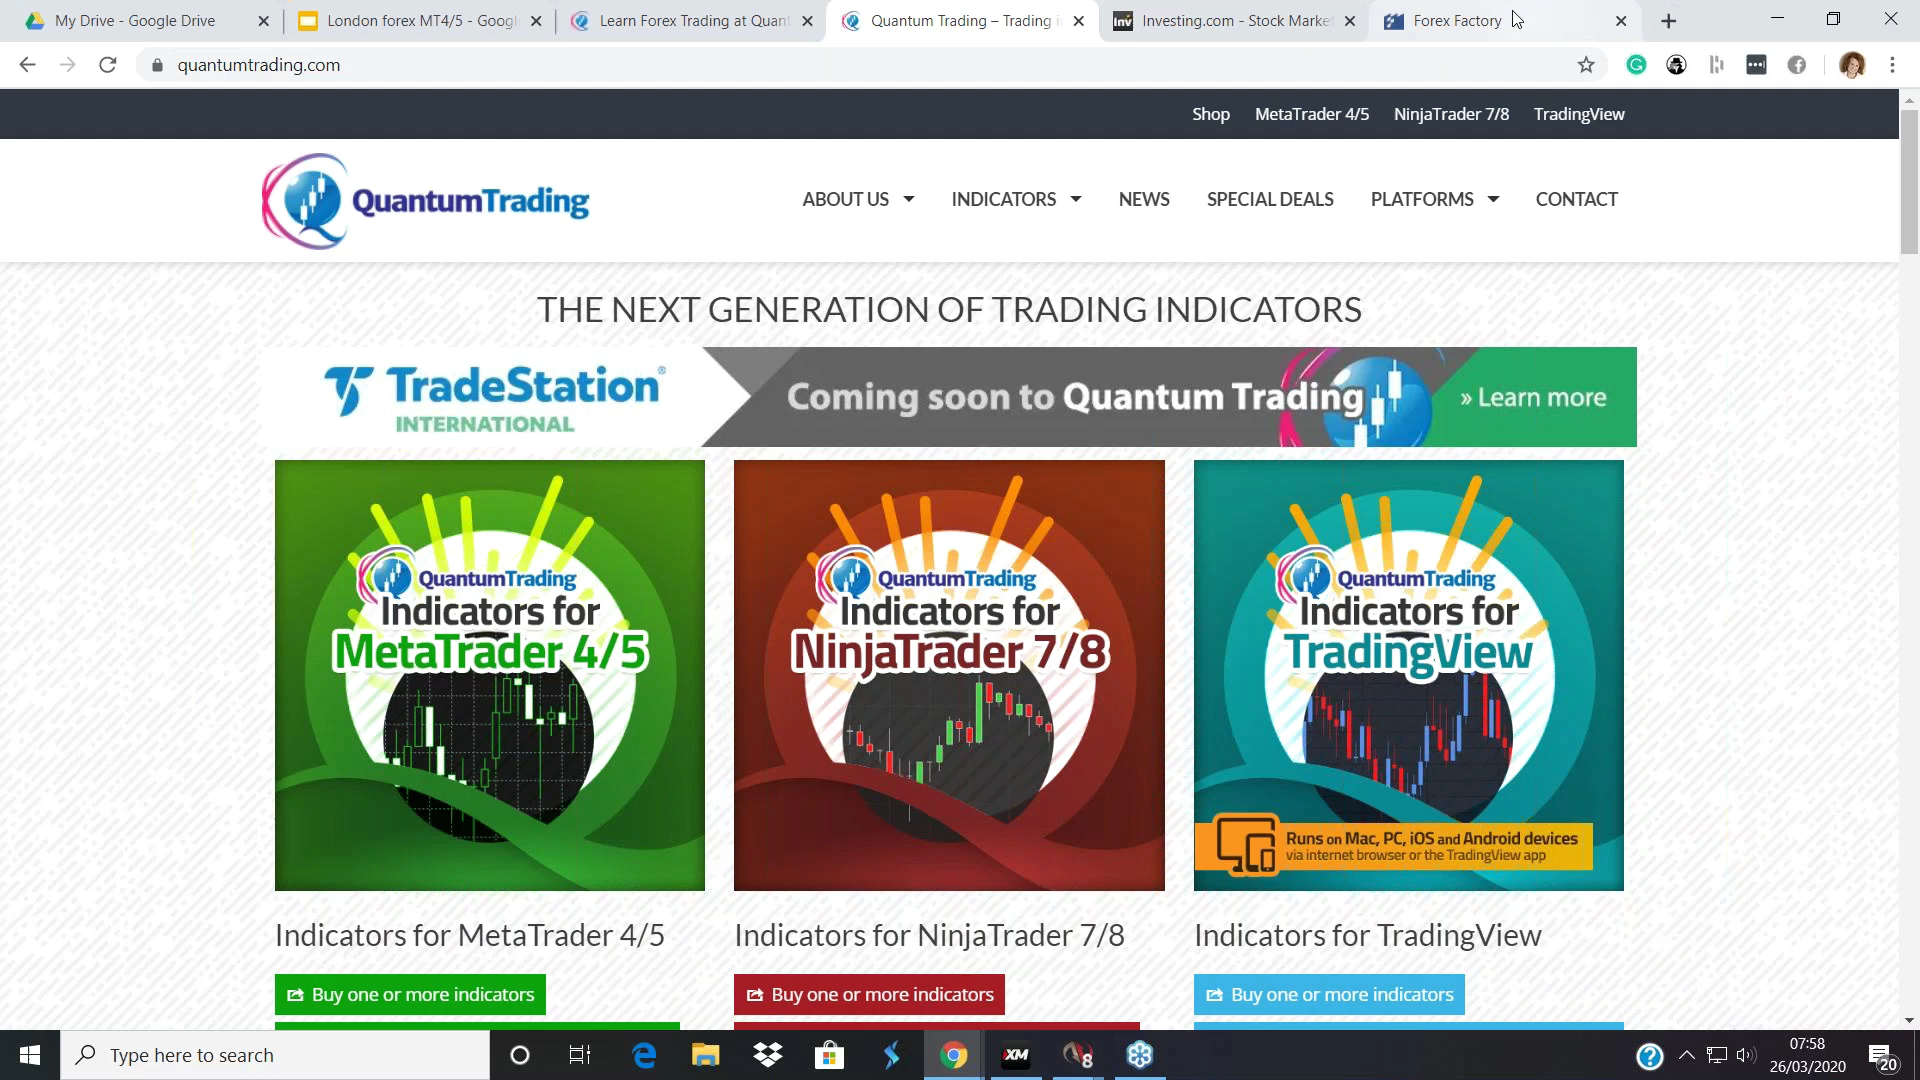 My Drive - Google Drive
London forex MT4/5 - Googl
Learn Forex Trading at Quant
Quantum Trading – Trading i
Investing.com - Stock Marke
Forex Factory
quantumtrading.com
Shop MetaTrader 4/5 NinjaTrader 7/8 TradingView
QuantumTrading
ABOUT US INDICATORS NEWS SPECIAL DEALS PLATFORMS CONTACT
THE NEXT GENERATION OF TRADING INDICATORS
TradeStation®
INTERNATIONAL
Coming soon to Quantum Trading
» Learn more
QuantumTrading
Indicators for
MetaTrader 4/5
QuantumTrading
Indicators for
NinjaTrader 7/8
QuantumTrading
Indicators for
TradingView
Runs on Mac, PC, iOS and Android devices
via internet browser or the TradingView app
Indicators for MetaTrader 4/5
Indicators for NinjaTrader 7/8
Indicators for TradingView
Buy one or more indicators
Buy one or more indicators
Buy one or more indicators
Type here to search
XM
8
07:58
26/03/2020
20